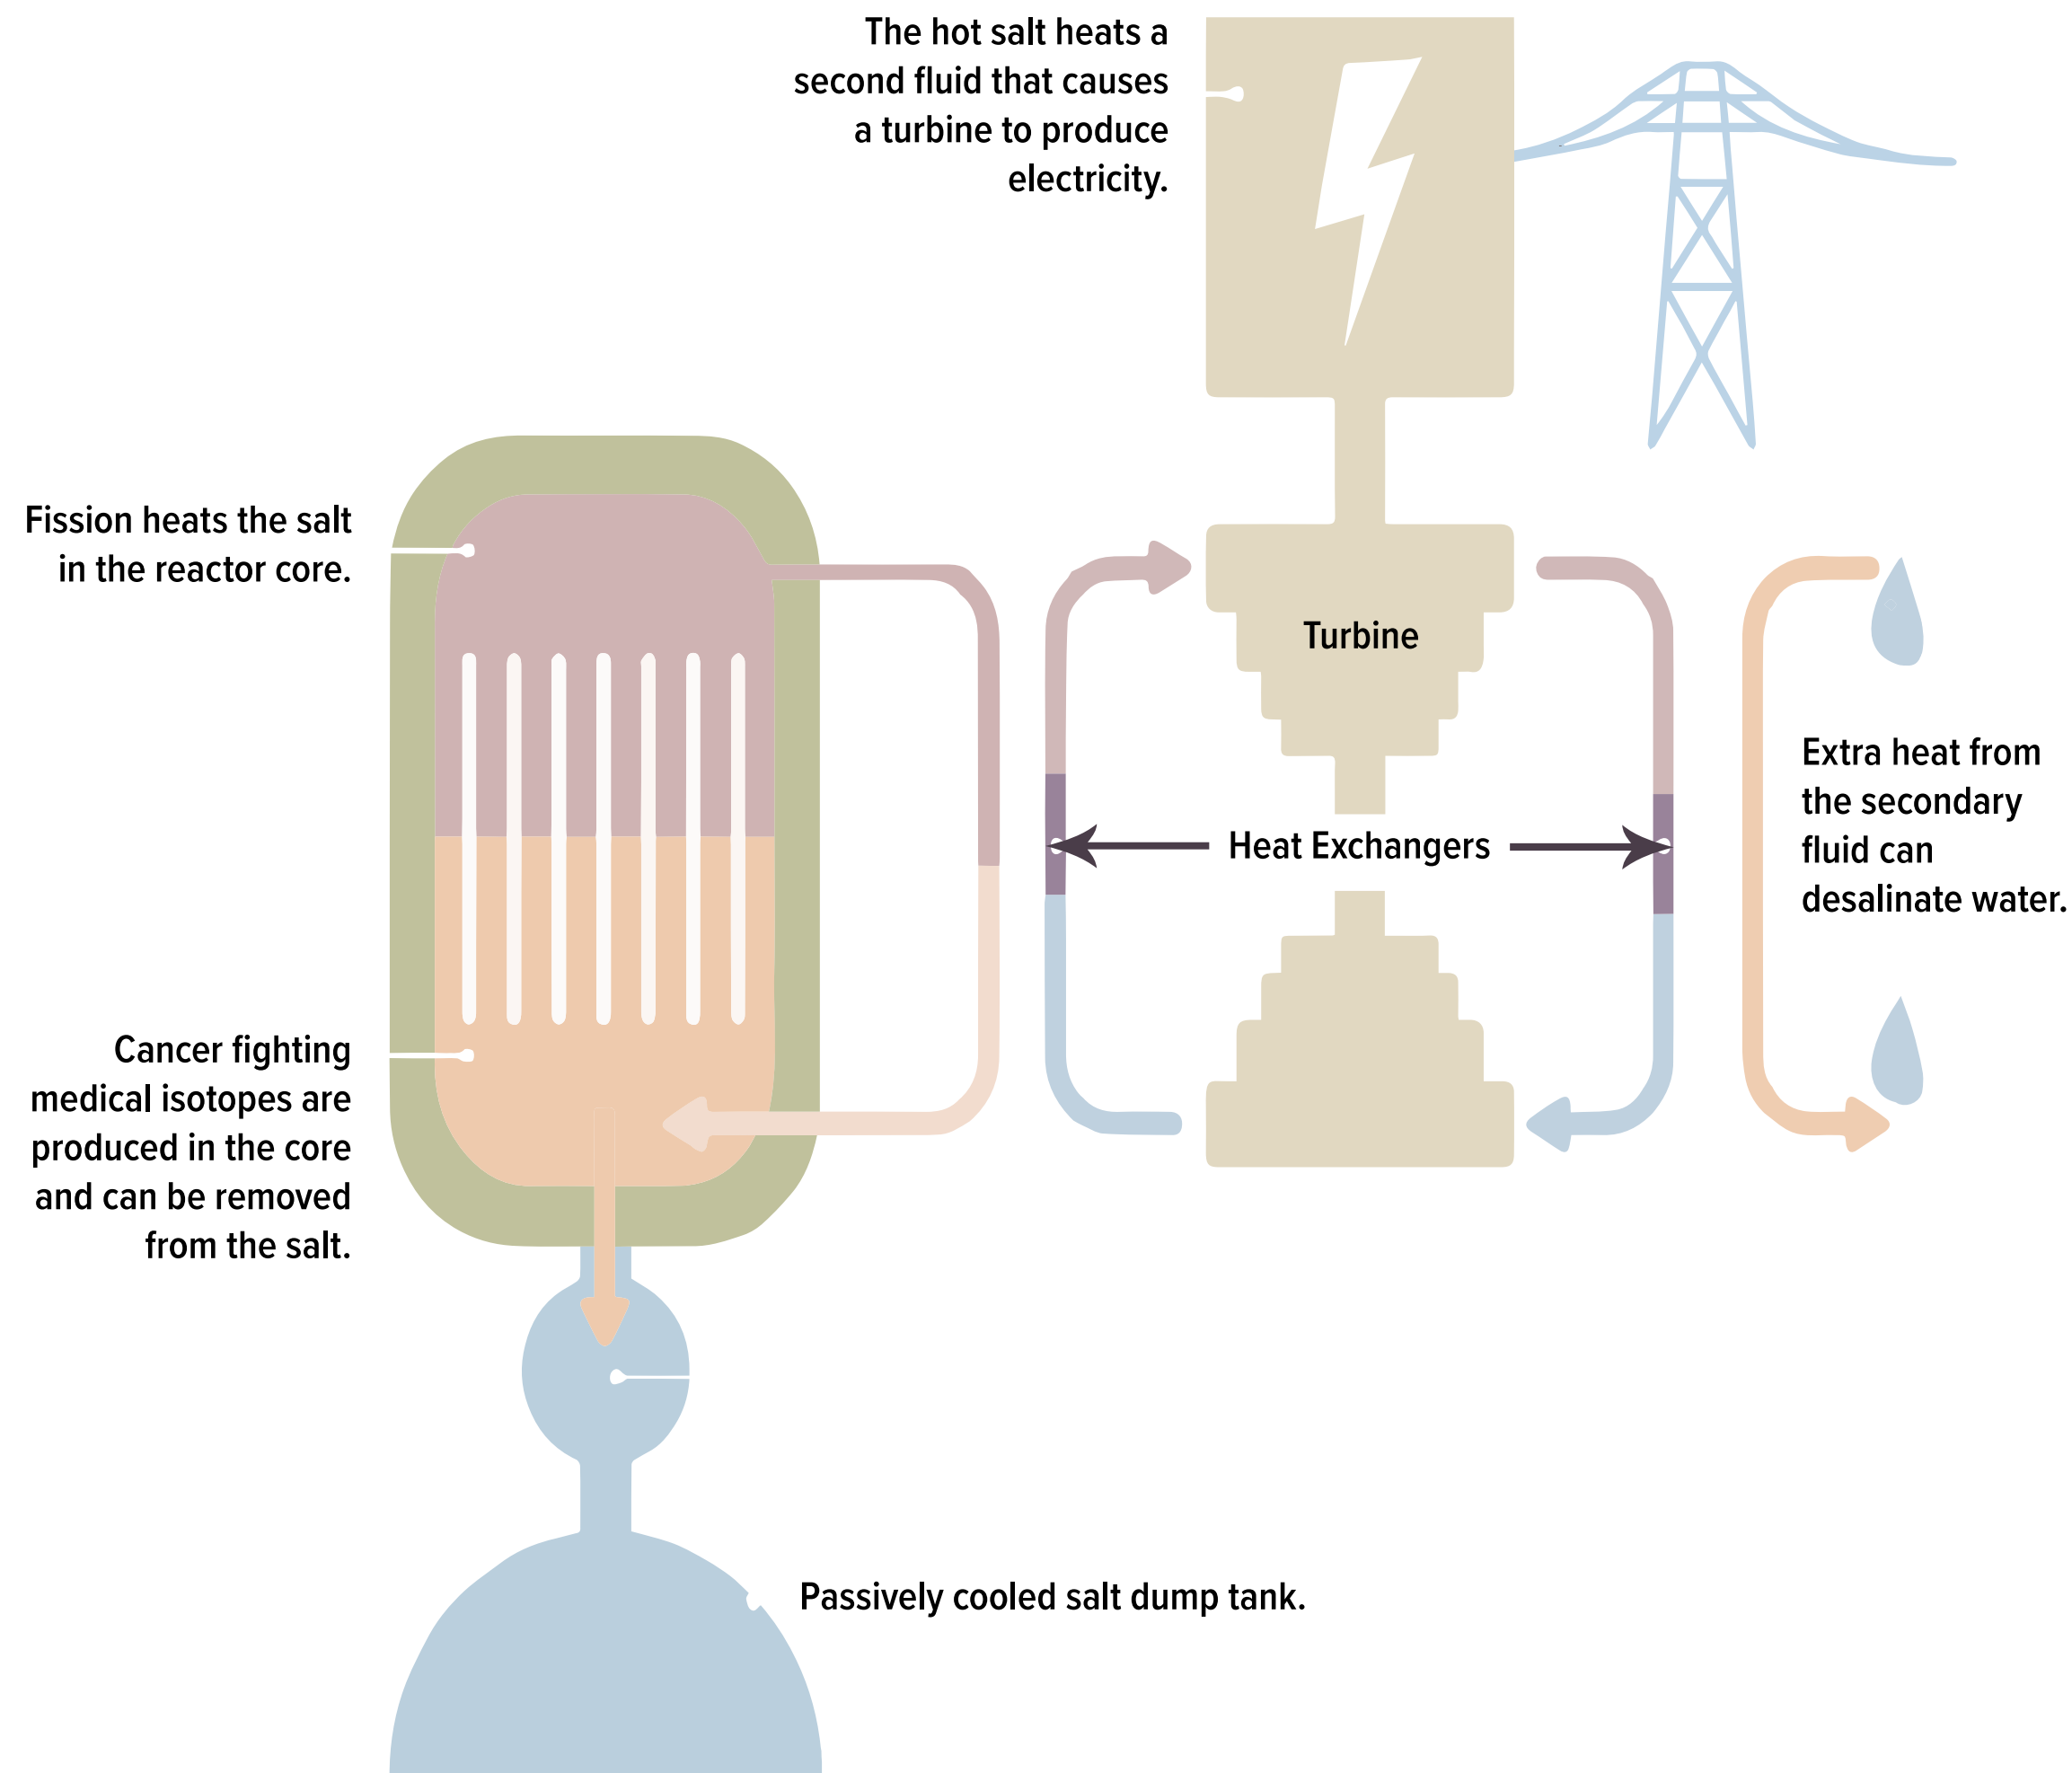 The hot salt heats a
second fluid that causes
a turbine to produce
electricity.
Fission heats the salt
in the reactor core.
Turbine
Extra heat from
the secondary
fluid can
desalinate water.
Heat Exchangers
Cancer fighting
medical isotopes are
produced in the core
and can be removed
from the salt.
Passively cooled salt dump tank.